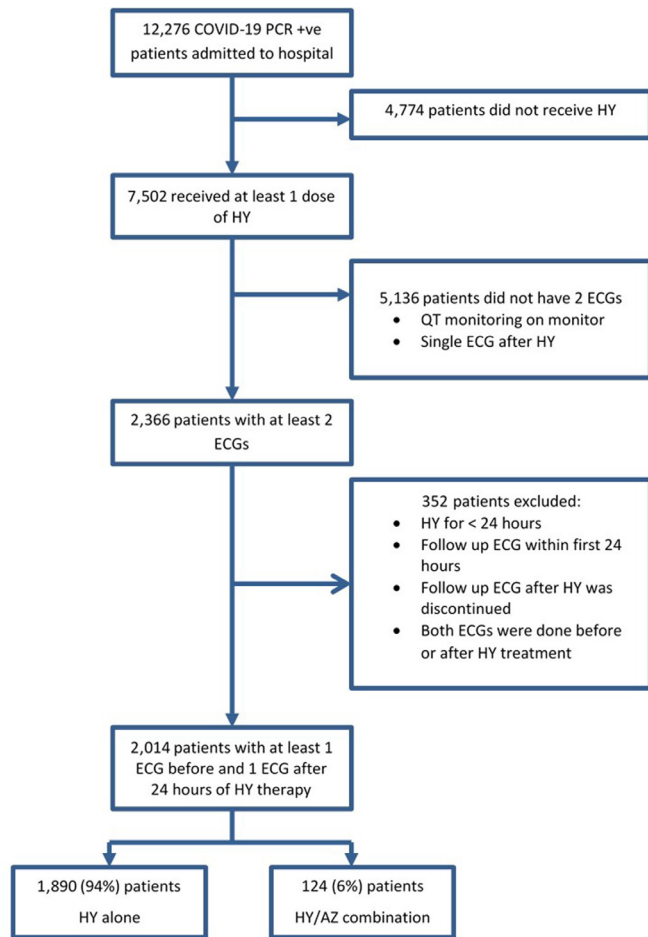 12,276 COVID-19 PCR +ve
patients admitted to hospital
4,774 patients did not receive HY
7,502 received at least 1 dose
of HY
5,136 patients did not have 2 ECGs
• QT monitoring on monitor
• Single ECG after HY
2,366 patients with at least 2
ECGs
352 patients excluded:
• HY for < 24 hours
• Follow up ECG within first 24
hours
• Follow up ECG after HY was
discontinued
• Both ECGs were done before
or after HY treatment
2,014 patients with at least 1
ECG before and 1 ECG after
24 hours of HY therapy
1,890 (94%) patients
HY alone
124 (6%) patients
HY/AZ combination